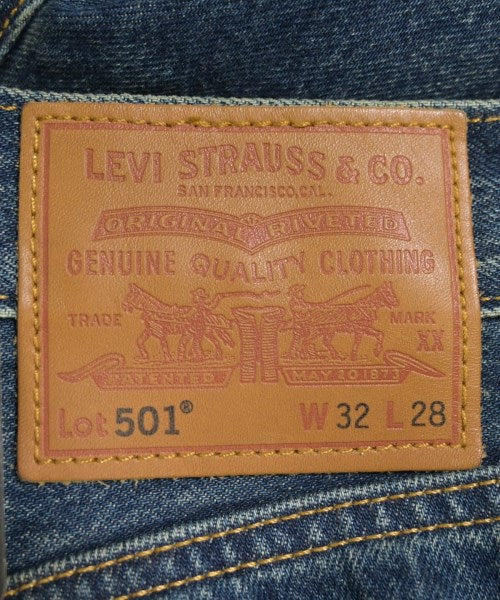 LEVI STRAUSS & CO.
SAN FRANCISCO, CAL.
ORIGINAL RIVETED
GENUINE QUALITY CLOTHING
TRADE MARK
XX
PATENTED MAY 20 1873
Lot 501® W 32 L 28